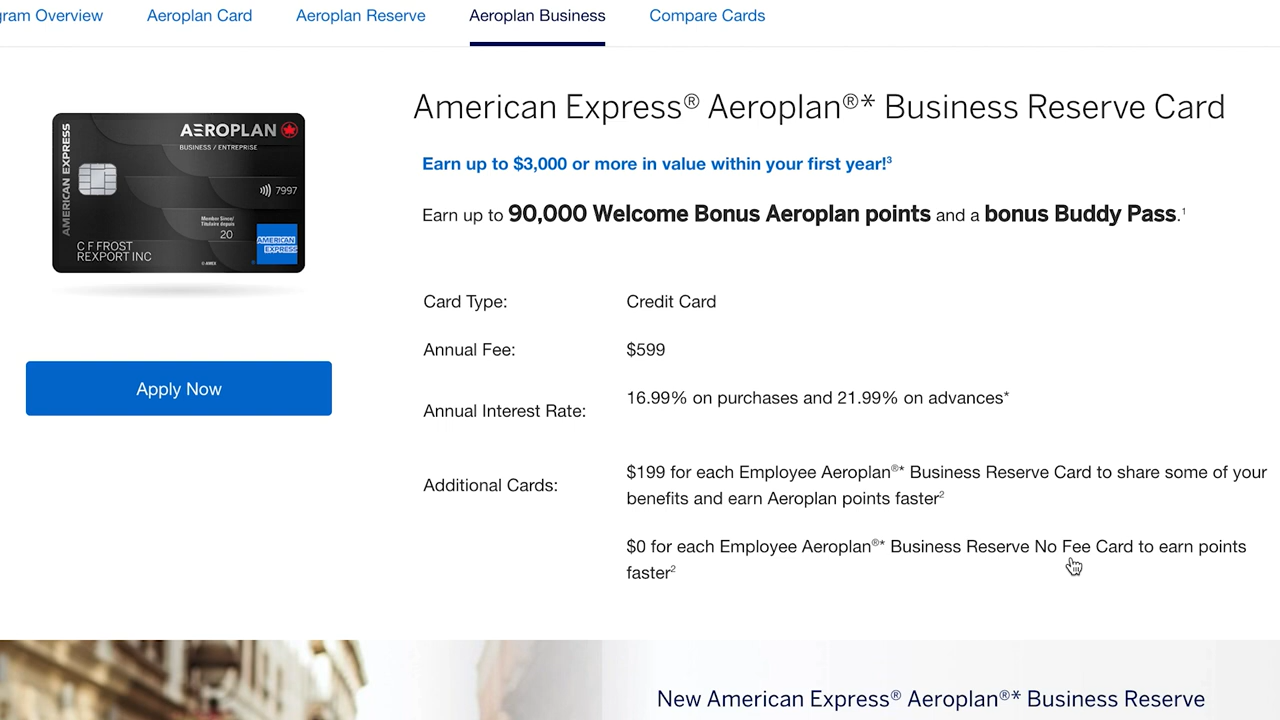 gram Overview Aeroplan Card Aeroplan Reserve Aeroplan Business Compare Cards
American Express®​ Aeroplan®* Business Reserve Card
Earn up to $3,000 or more in value within your first year!³
Earn up to 90,000 Welcome Bonus Aeroplan points and a bonus Buddy Pass.¹
AMERICAN EXPRESS
AEROPLAN
BUSINESS / ENTREPRISE
7997
Member Since/
Titulaire depuis
20
AMERICAN
EXPRESS
C F FROST
REXPORT INC
© AMEX
Card Type: Credit Card
Annual Fee: $599
Apply Now
Annual Interest Rate: 16.99% on purchases and 21.99% on advances*
Additional Cards: $199 for each Employee Aeroplan®* Business Reserve Card to share some of your
benefits and earn Aeroplan points faster²
$0 for each Employee Aeroplan®* Business Reserve No Fee Card to earn points
faster²
New American Express® Aeroplan®* Business Reserve